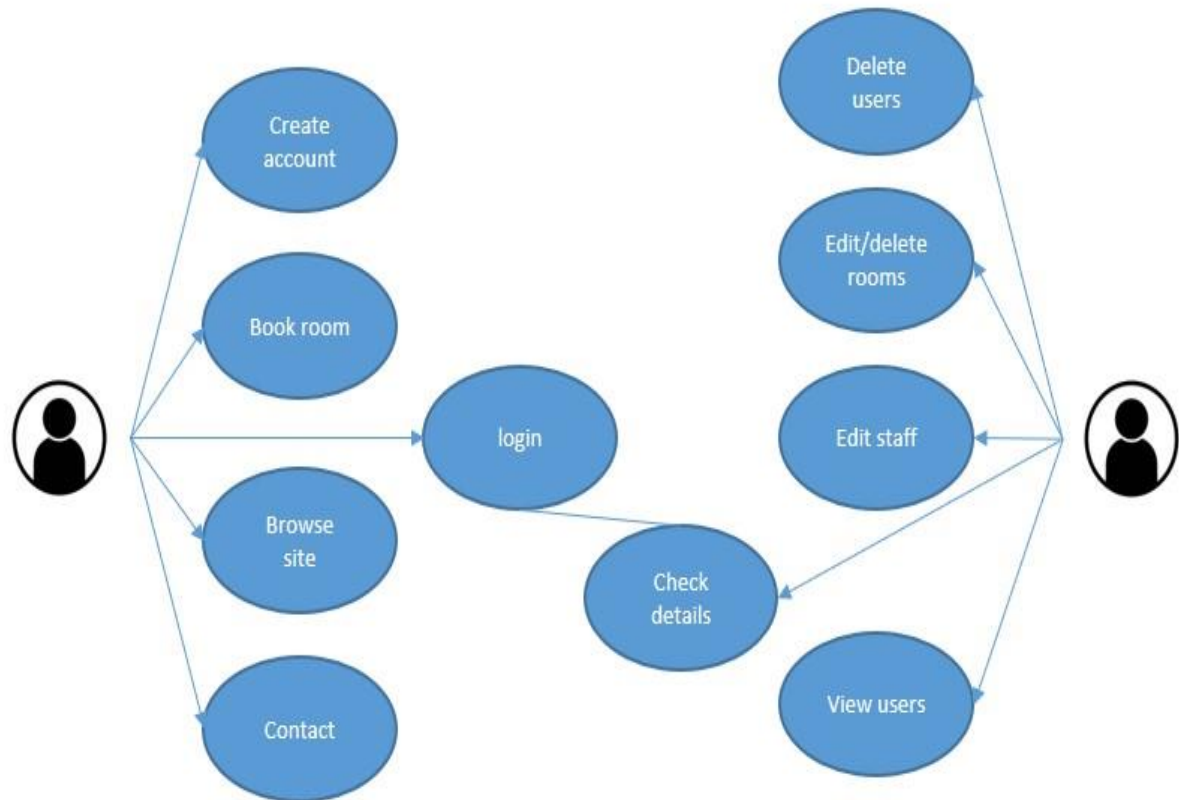 Create
account
Book room
login
Browse
site
Contact
Delete
users
Edit/delete
rooms
Edit staff
Check
details
View users